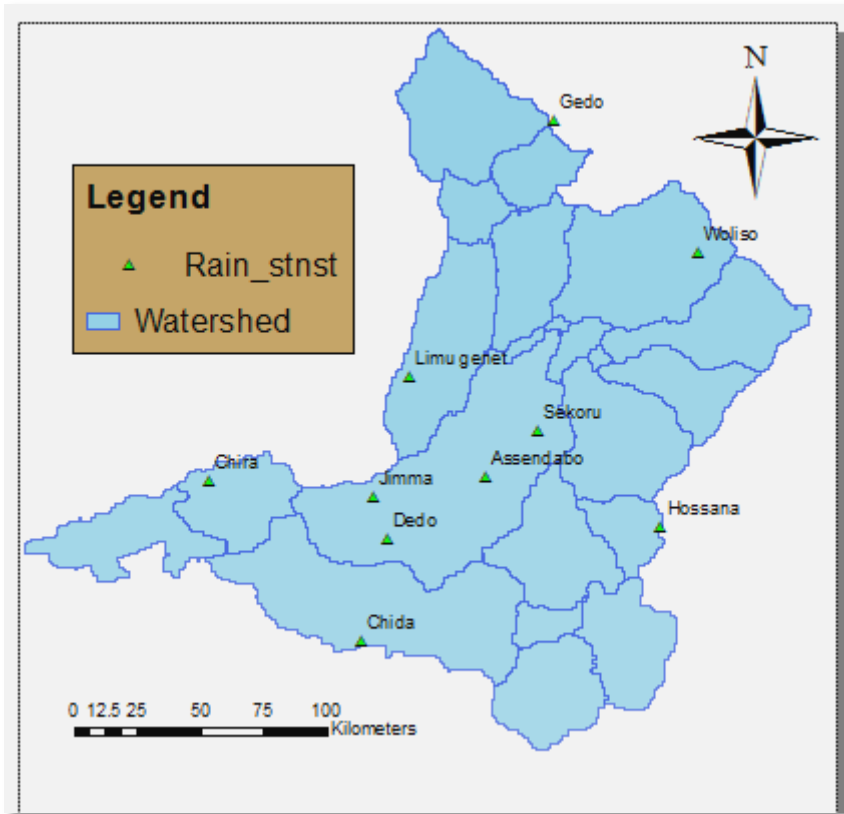 N
Gedo
Legend
Rain_stnst
Watershed
Woliso
Limu genet
Sekoru
Chira
Assendabo
Jimma
Hossana
Dedo
Chida
0 12.5 25 50 75 100
Kilometers